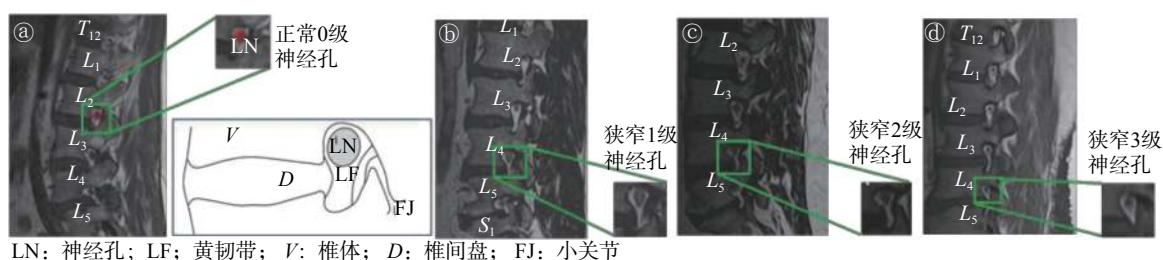 ⓐ
T12
L1
L2
L3
L4
L5
LN
正常0级
神经孔
V
LN
D
LF
FJ
ⓑ
L1
L2
L3
L4
L5
S1
狭窄1级
神经孔
ⓒ
L2
L3
L4
L5
狭窄2级
神经孔
ⓓ
T12
L1
L2
L3
L4
L5
狭窄3级
神经孔
LN：神经孔；LF；黄韧带； V：椎体； D：椎间盘； FJ：小关节